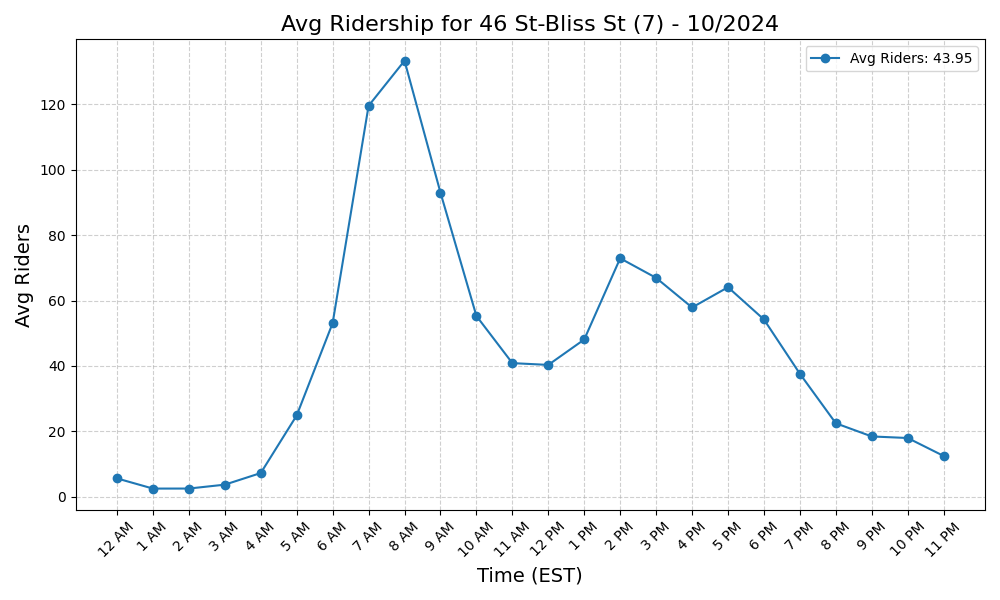 Avg Ridership for 46 St-Bliss St (7) - 10/2024
Avg Riders: 43.95
Avg Riders
120
100
80
60
40
20
0
12 AM
1 AM
2 AM
3 AM
4 AM
5 AM
6 AM
7 AM
8 AM
9 AM
10 AM
11 AM
12 PM
1 PM
2 PM
3 PM
4 PM
5 PM
6 PM
7 PM
8 PM
9 PM
10 PM
11 PM
Time (EST)